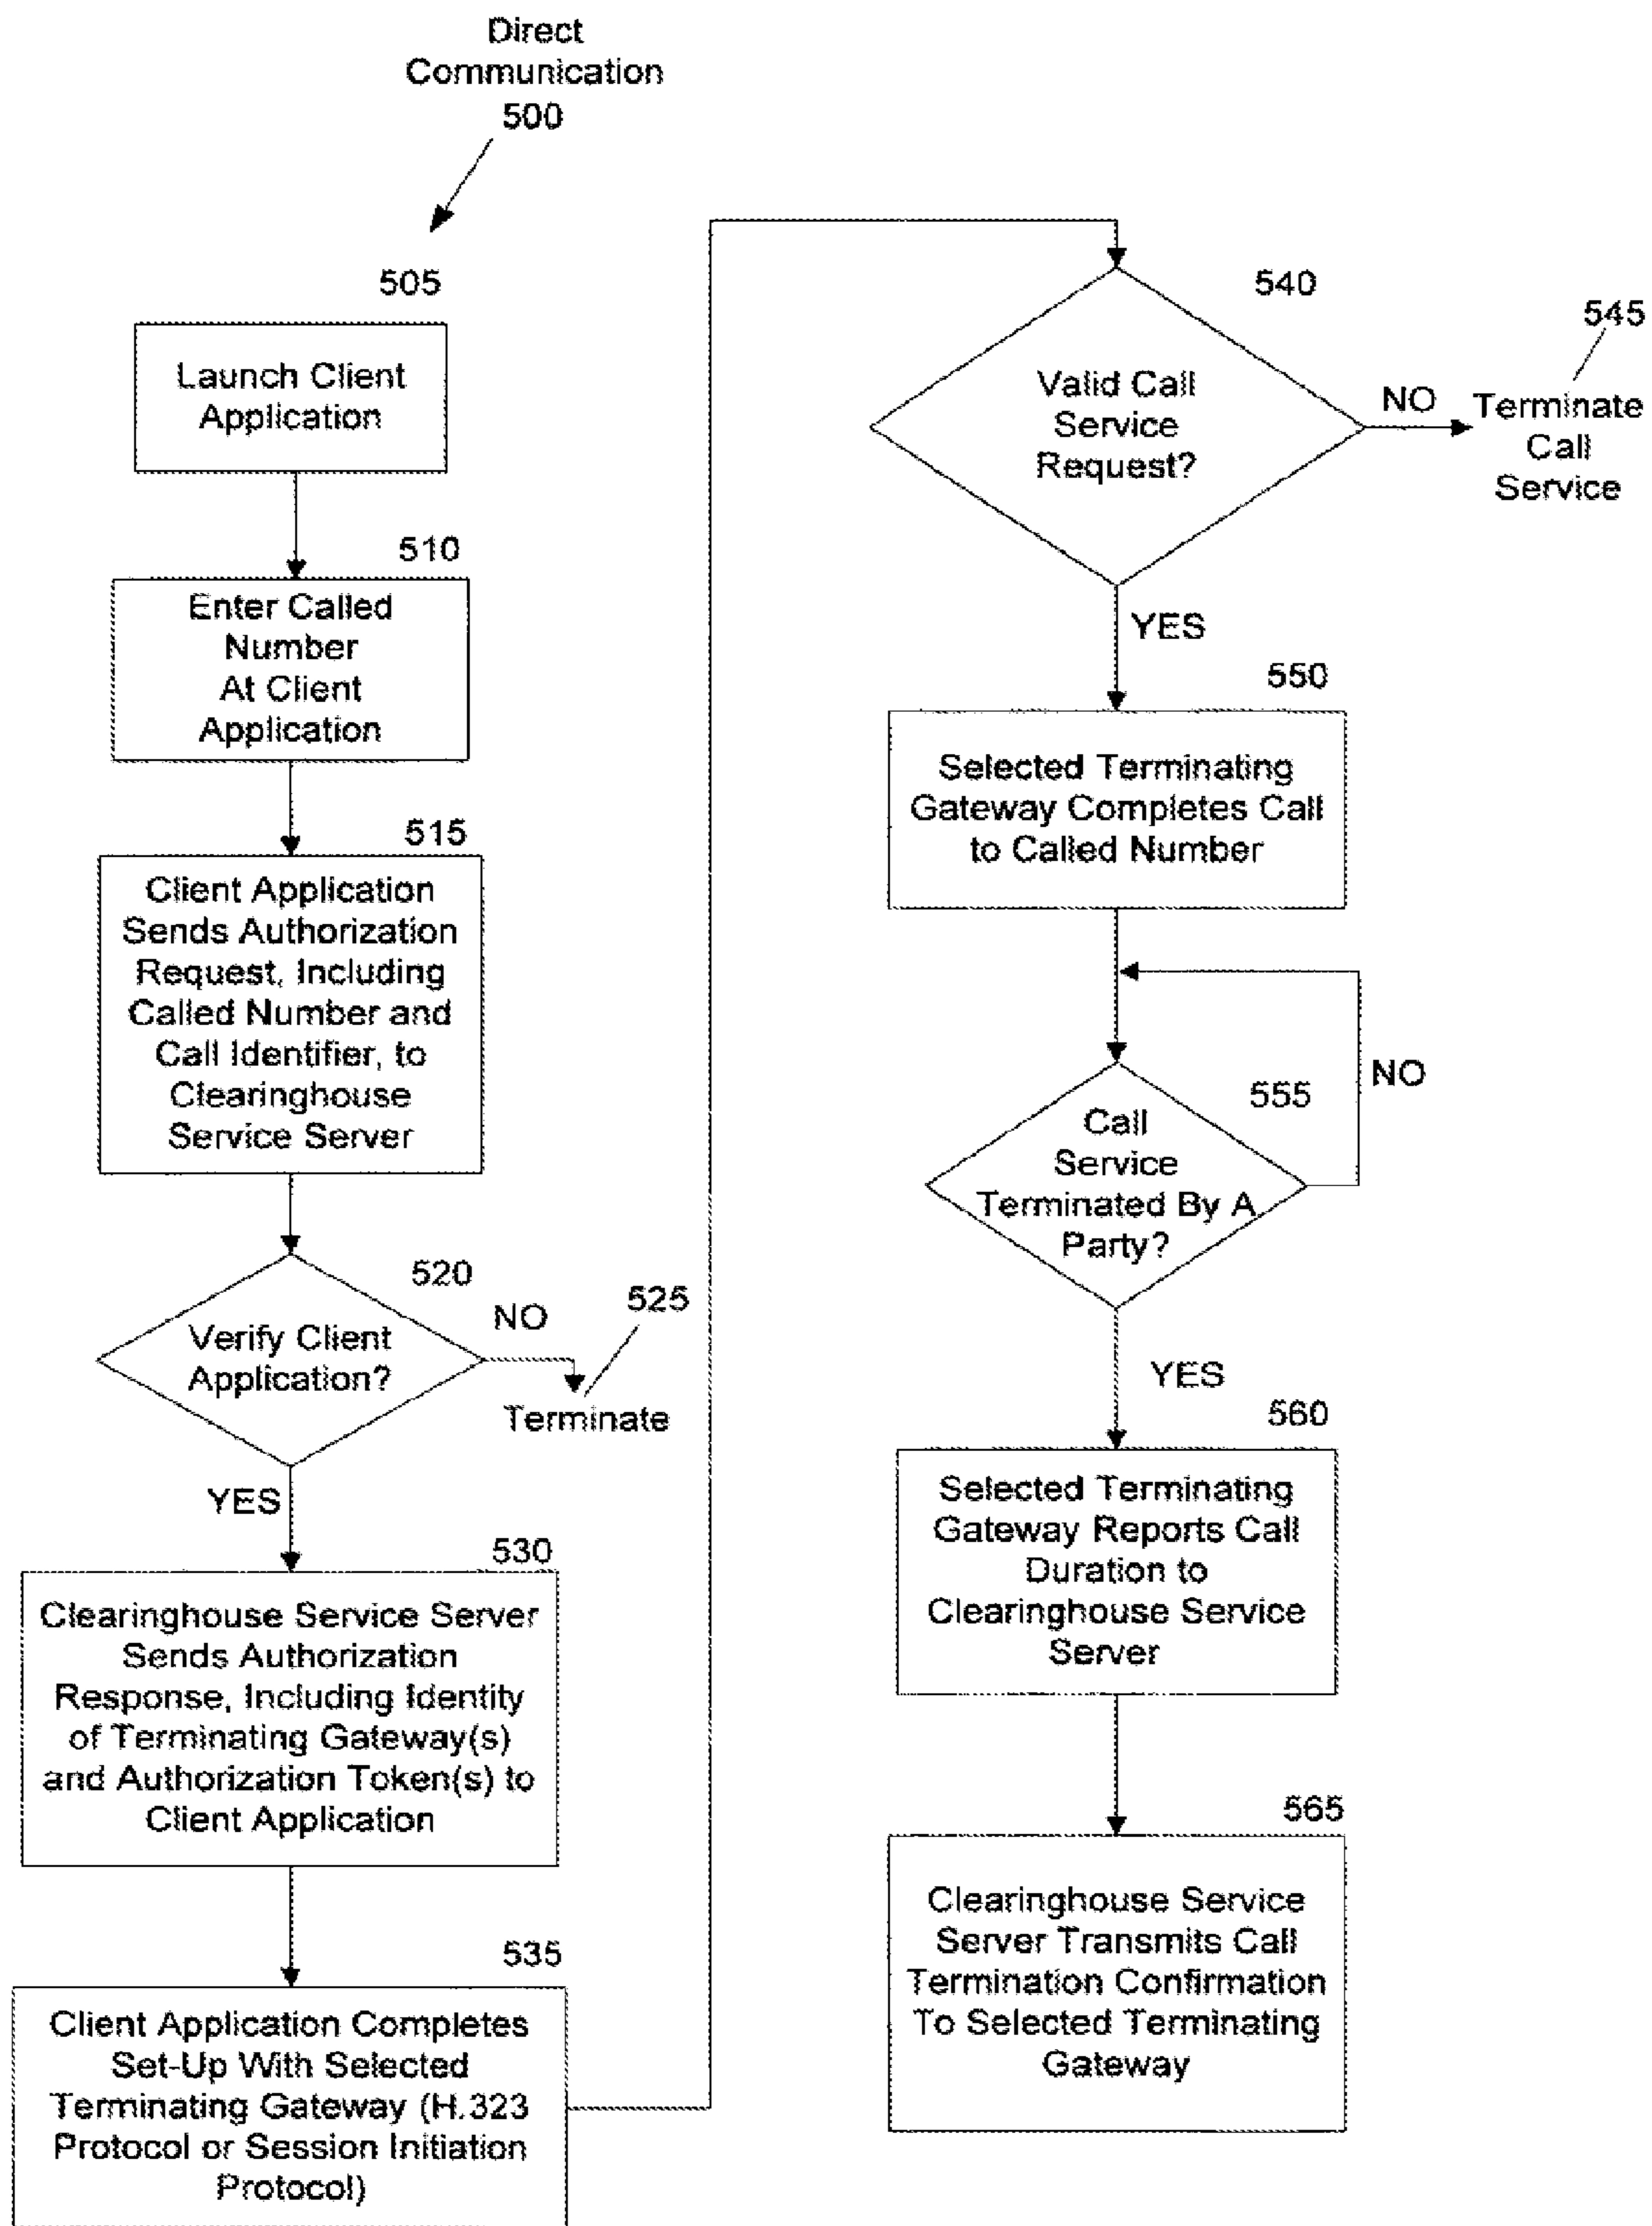 Direct
Communication
500
505
Launch Client
Application
510
Enter Called
Number
At Client
Application
515
Client Application
Sends Authorization
Request, Including
Called Number and
Call Identifier, to
Clearinghouse
Service Server
520
Verify Client
Application?
NO
525
Terminate
YES
530
Clearinghouse Service Server
Sends Authorization
Response, Including Identity
of Terminating Gateway(s)
and Authorization Token(s) to
Client Application
535
Client Application Completes
Set-Up With Selected
Terminating Gateway (H.323
Protocol or Session Initiation
Protocol)
540
Valid Call
Service
Request?
NO
545
Terminate
Call
Service
YES
550
Selected Terminating
Gateway Completes Call
to Called Number
555
Call
Service
Terminated By A
Party?
NO
YES
560
Selected Terminating
Gateway Reports Call
Duration to
Clearinghouse Service
Server
565
Clearinghouse Service
Server Transmits Call
Termination Confirmation
To Selected Terminating
Gateway